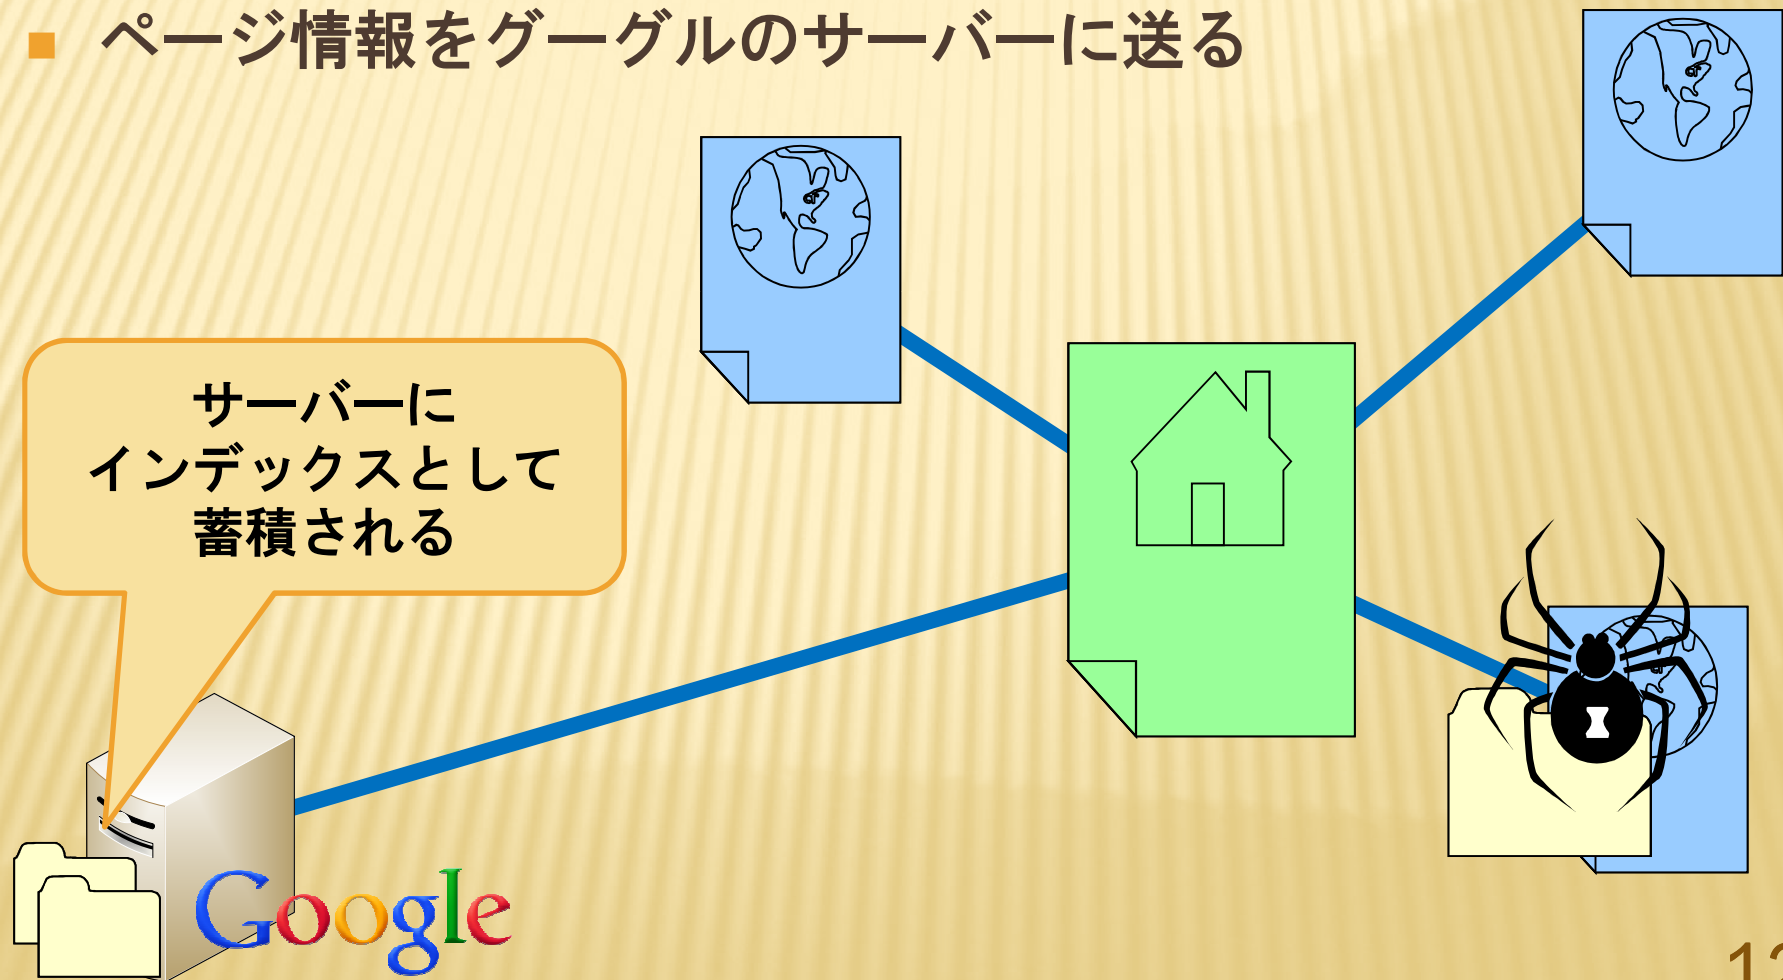 ページ情報をグーグルのサーバーに送る
サーバーに
インデックスとして
蓄積される
Google